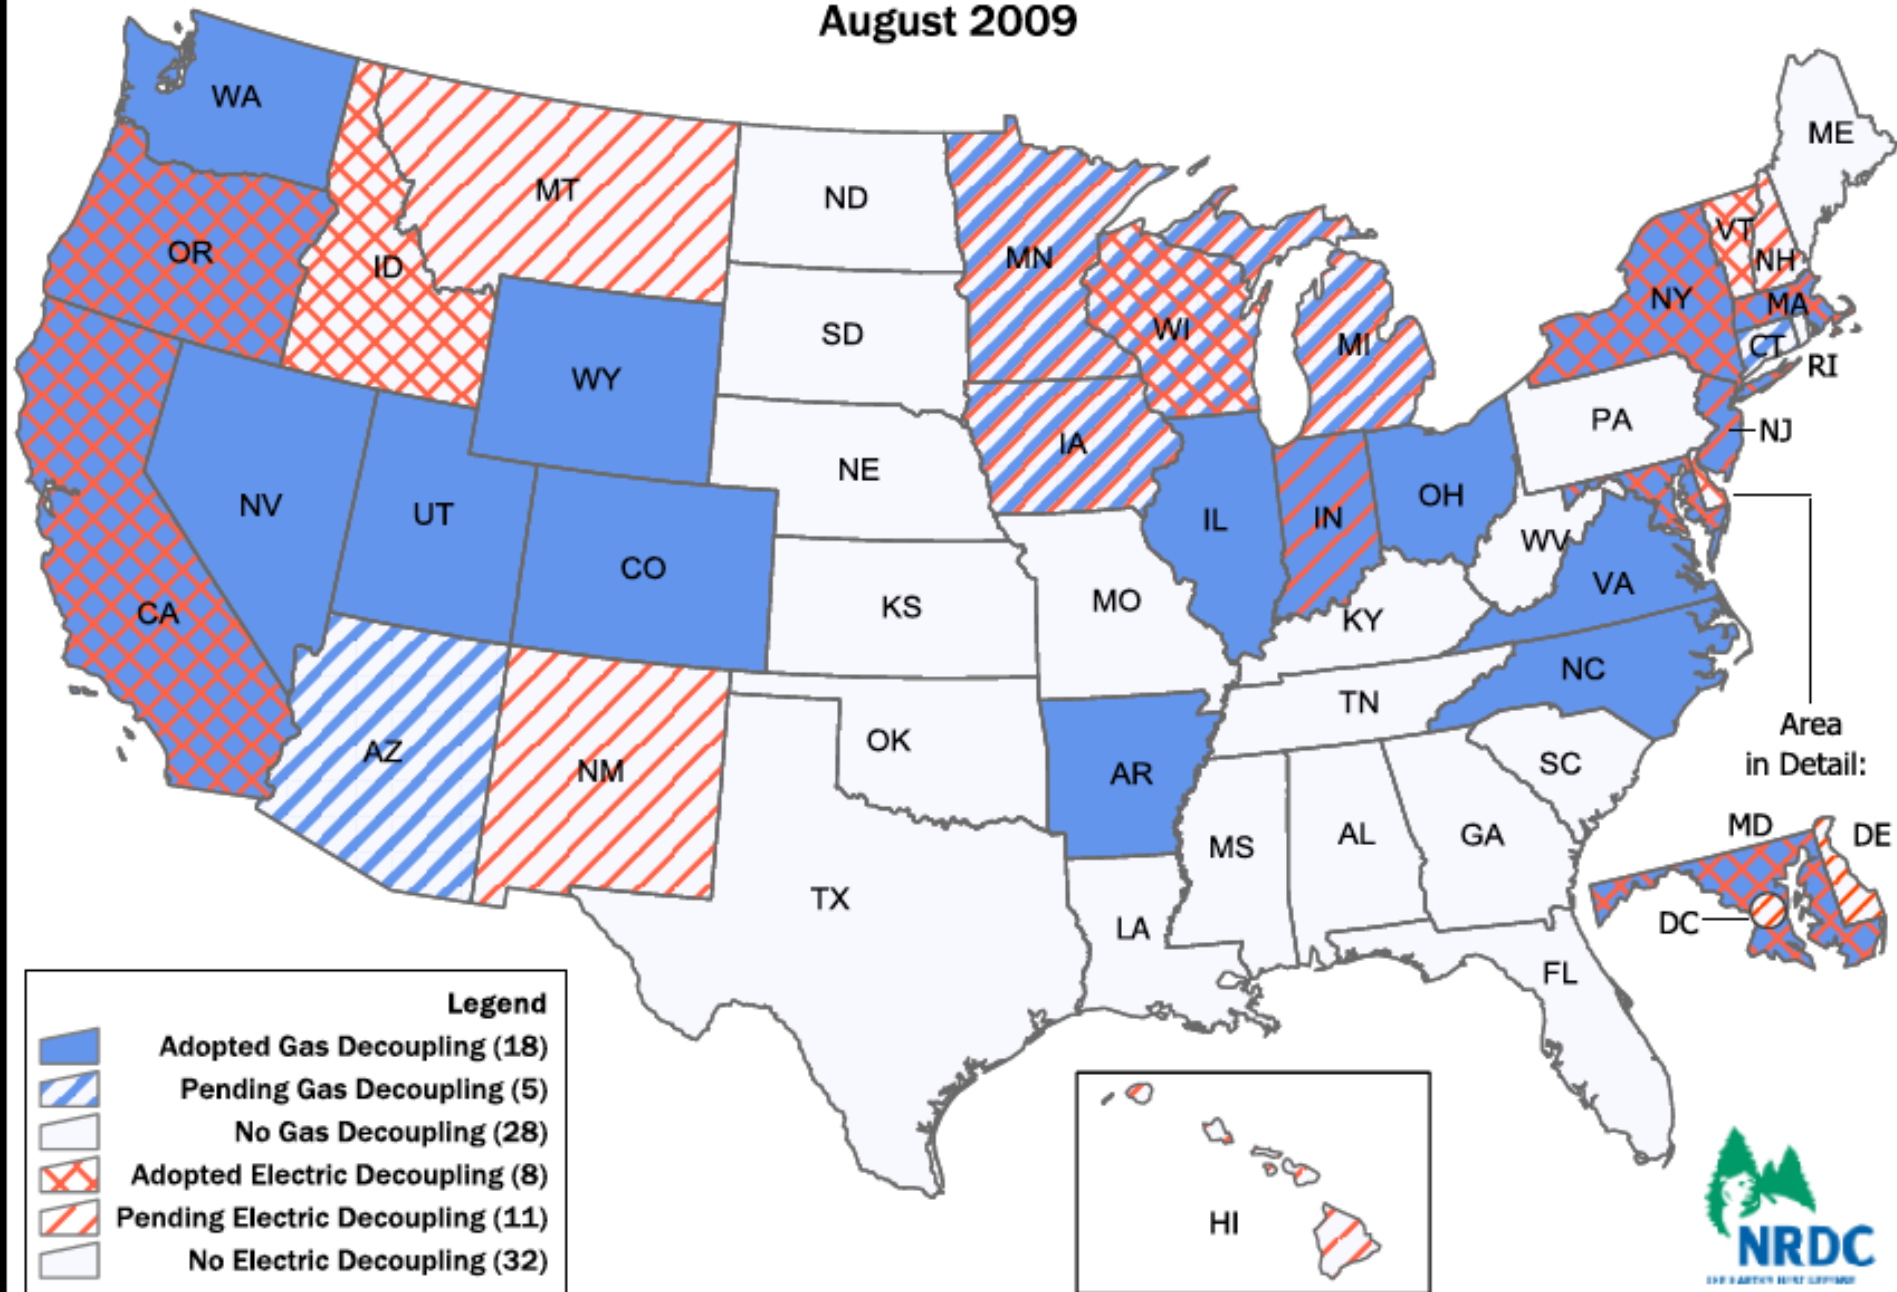 August 2009
WA
MT
ND
ME
OR
ID
MN
VT
NH
SD
WI
NY
MA
WY
MI
CT
RI
NE
IA
PA
NJ
NV
UT
IL
IN
OH
CO
WV
VA
KS
MO
CA
KY
NC
TN
AZ
NM
OK
AR
SC
Area
in Detail:
MS
AL
GA
MD
DE
TX
LA
DC
FL
Legend
Adopted Gas Decoupling (18)
Pending Gas Decoupling (5)
No Gas Decoupling (28)
Adopted Electric Decoupling (8)
Pending Electric Decoupling (11)
No Electric Decoupling (32)
HI
NRDC
THE EARTH'S BEST DEFENSE